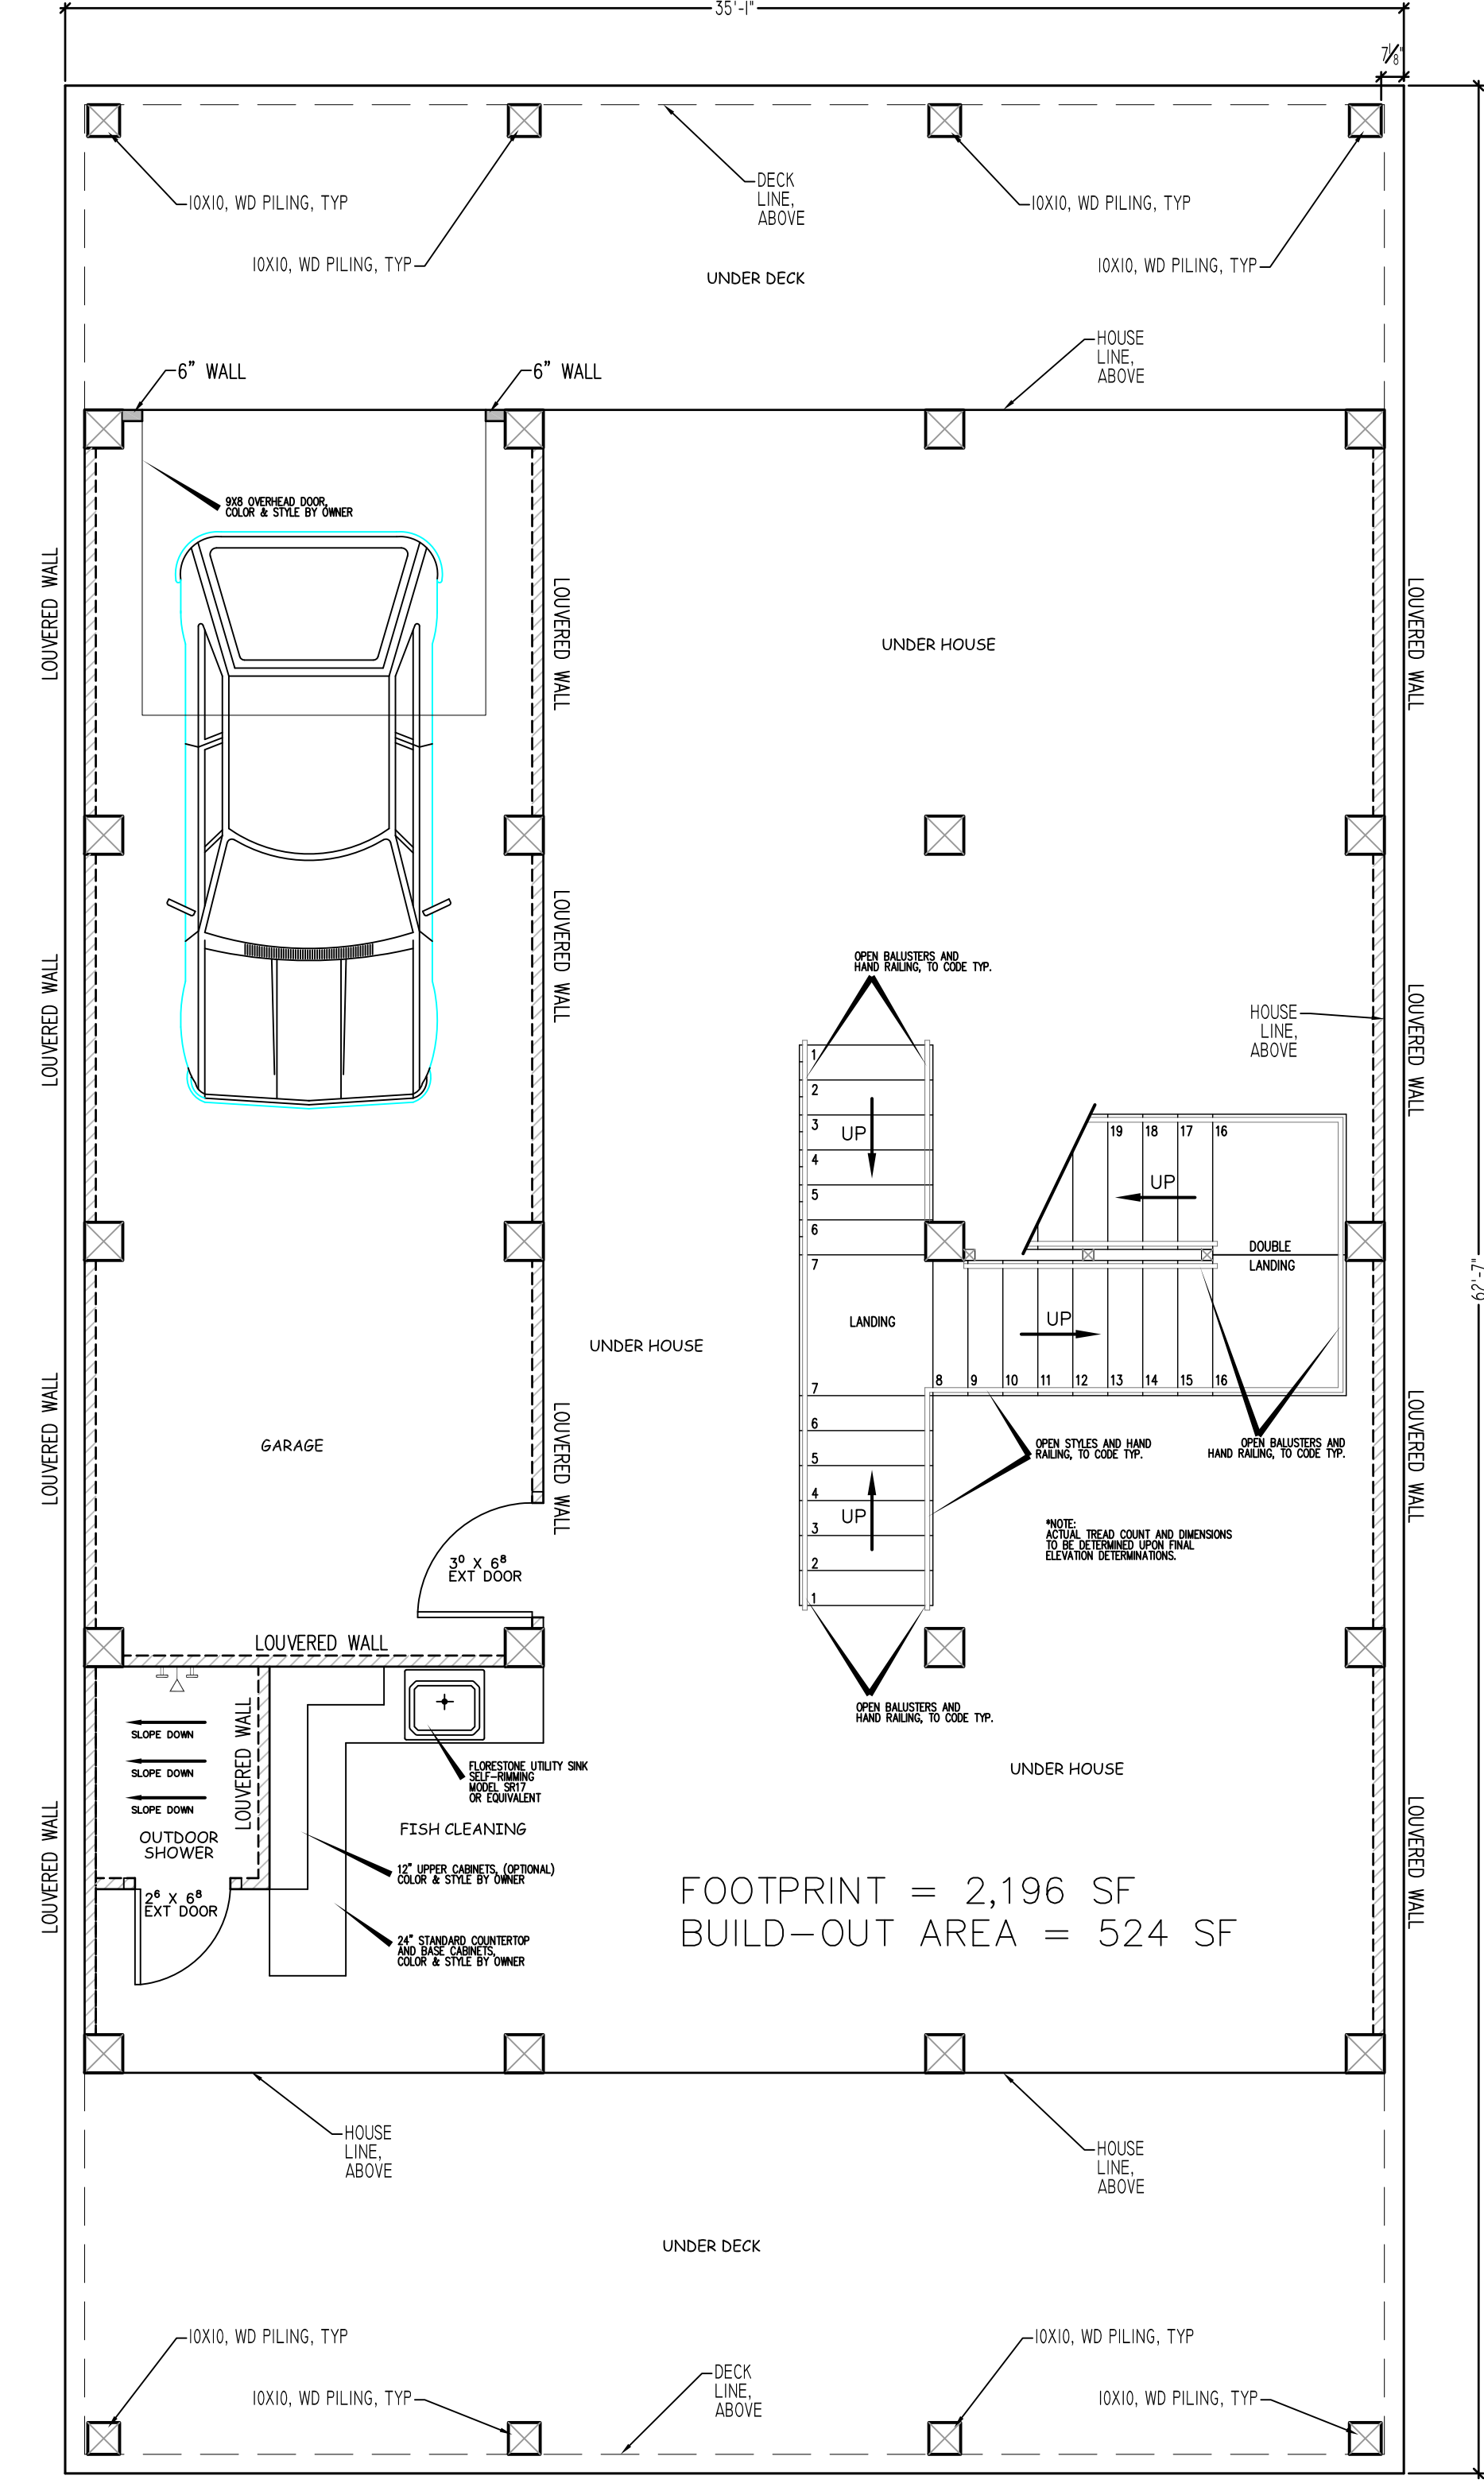 35'-1"
7⅛"
10X10, WD PILING, TYP
10X10, WD PILING, TYP
DECK
LINE,
ABOVE
10X10, WD PILING, TYP
10X10, WD PILING, TYP
UNDER DECK
6" WALL
6" WALL
HOUSE
LINE,
ABOVE
9X8 OVERHEAD DOOR,
COLOR & STYLE BY OWNER
LOUVERED WALL
LOUVERED WALL
LOUVERED WALL
UNDER HOUSE
LOUVERED WALL
LOUVERED WALL
LOUVERED WALL
OPEN BALUSTERS AND
HAND RAILING, TO CODE TYP.
HOUSE
LINE,
ABOVE
1
2
3
UP
4
5
6
7
LANDING
19 18 17 16
UP
DOUBLE
LANDING
UP
8 9 10 11 12 13 14 15 16
7
6
5
4
UP
3
2
1
62'-7"
UNDER HOUSE
GARAGE
LOUVERED WALL
LOUVERED WALL
LOUVERED WALL
OPEN STYLES AND HAND
RAILING, TO CODE TYP.
OPEN BALUSTERS AND
HAND RAILING, TO CODE TYP.
*NOTE:
ACTUAL TREAD COUNT AND DIMENSIONS
TO BE DETERMINED UPON FINAL
ELEVATION DETERMINATIONS.
3⁰ X 6⁸
EXT DOOR
LOUVERED WALL
OPEN BALUSTERS AND
HAND RAILING, TO CODE TYP.
SLOPE DOWN
SLOPE DOWN
SLOPE DOWN
LOUVERED WALL
LOUVERED WALL
LOUVERED WALL
FLORESTONE UTILITY SINK
SELF-RIMMING
MODEL SR17
OR EQUIVALENT
UNDER HOUSE
OUTDOOR
SHOWER
FISH CLEANING
12" UPPER CABINETS, (OPTIONAL)
COLOR & STYLE BY OWNER
2⁶ X 6⁸
EXT DOOR
24" STANDARD COUNTERTOP
AND BASE CABINETS,
COLOR & STYLE BY OWNER
FOOTPRINT = 2,196 SF
BUILD-OUT AREA = 524 SF
HOUSE
LINE,
ABOVE
HOUSE
LINE,
ABOVE
UNDER DECK
10X10, WD PILING, TYP
10X10, WD PILING, TYP
DECK
LINE,
ABOVE
10X10, WD PILING, TYP
10X10, WD PILING, TYP